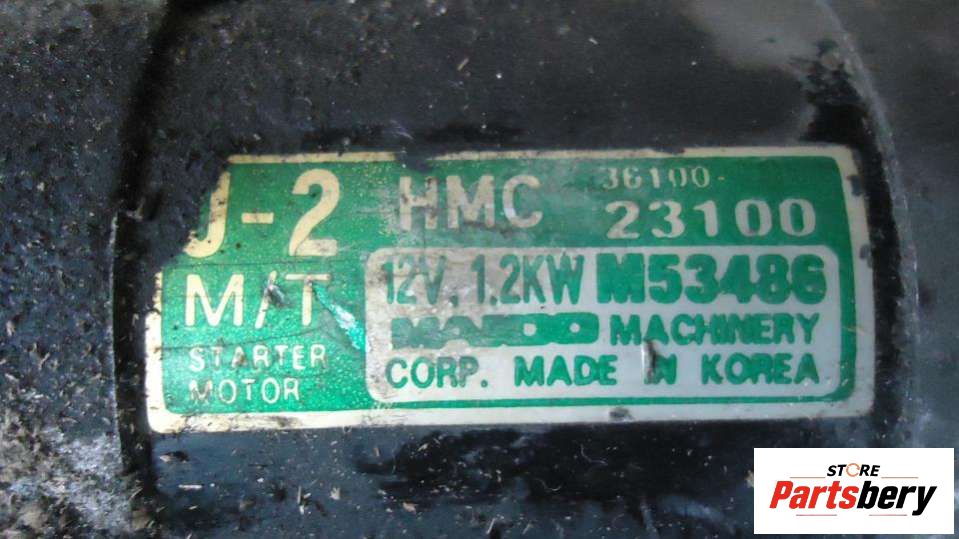 J-2 HMC 36100-
23100
M/T 12V, 1.2KW M53486
STARTER MANDO MACHINERY
MOTOR CORP. MADE IN KOREA
STORE
Partsbery